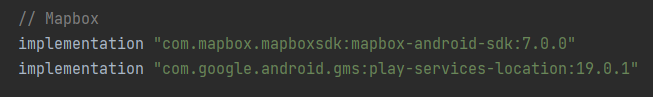 // Mapbox
implementation "com.mapbox.mapboxsdk:mapbox-android-sdk:7.0.0"
implementation "com.google.android.gms:play-services-location:19.0.1"